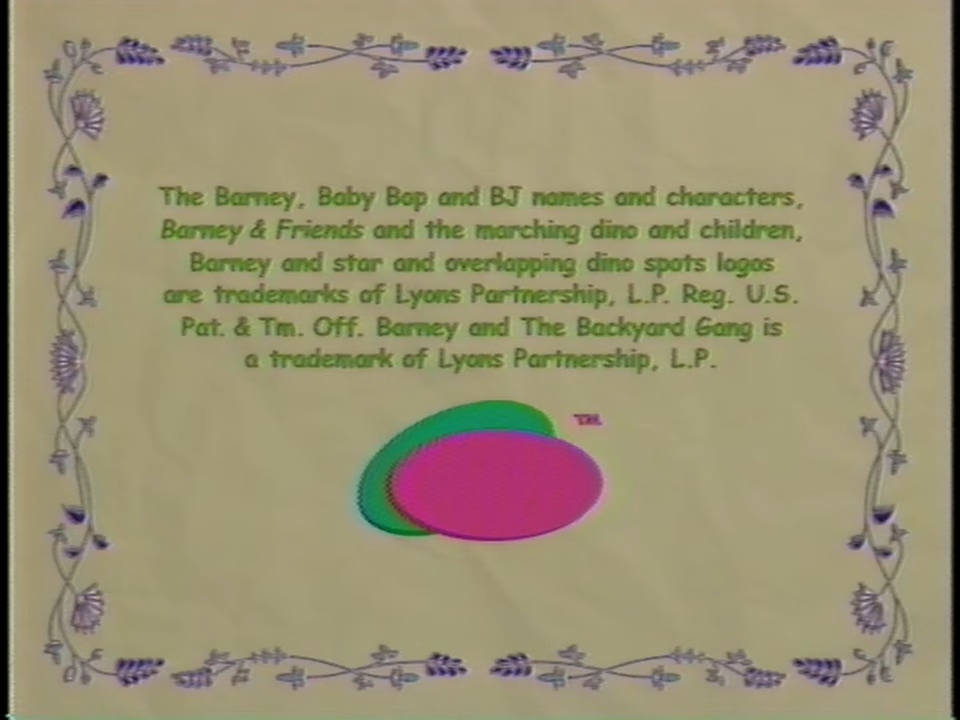 The Barney, Baby Bop and BJ names and characters,
Barney & Friends and the marching dino and children,
Barney and star and overlapping dino spots logos
are trademarks of Lyons Partnership, L.P. Reg. U.S.
Pat. & Tm. Off. Barney and The Backyard Gang is
a trademark of Lyons Partnership, L.P.
TM